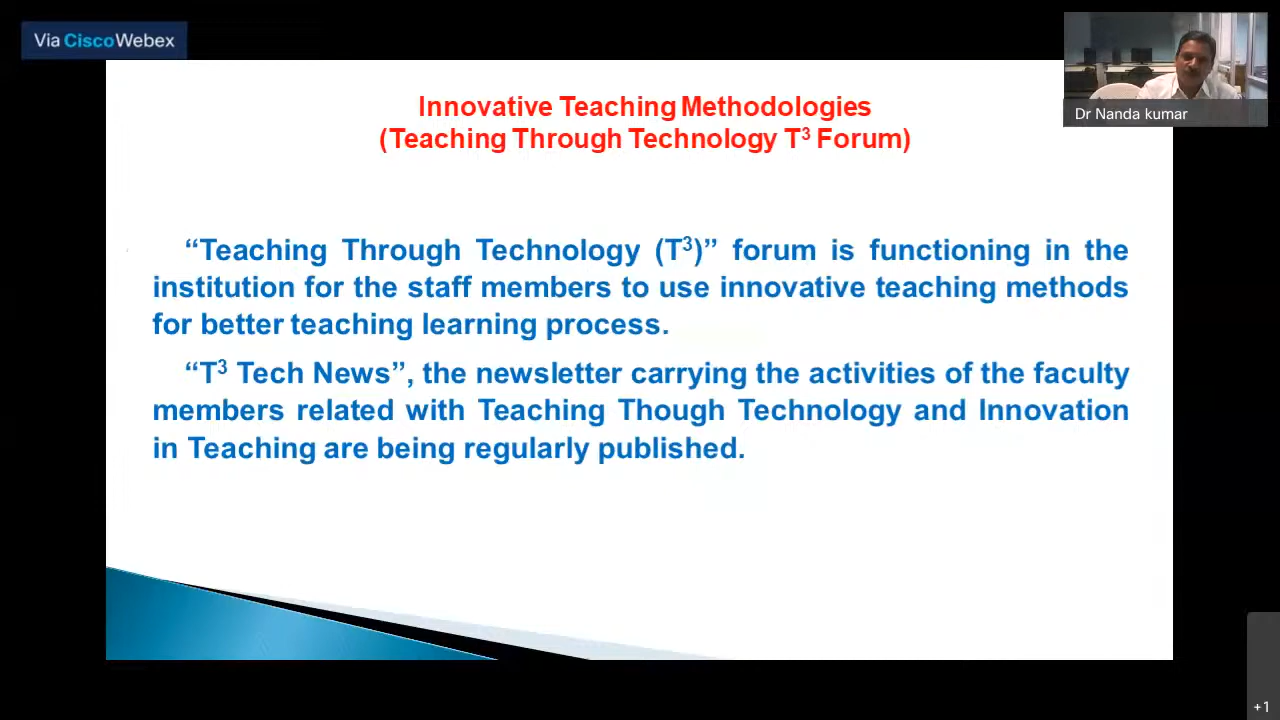 Via CiscoWebex
Dr Nanda kumar
Innovative Teaching Methodologies
(Teaching Through Technology T³ Forum)
“Teaching Through Technology (T³)” forum is functioning in the
institution for the staff members to use innovative teaching methods
for better teaching learning process.
“T³ Tech News”, the newsletter carrying the activities of the faculty
members related with Teaching Though Technology and Innovation
in Teaching are being regularly published.
+1